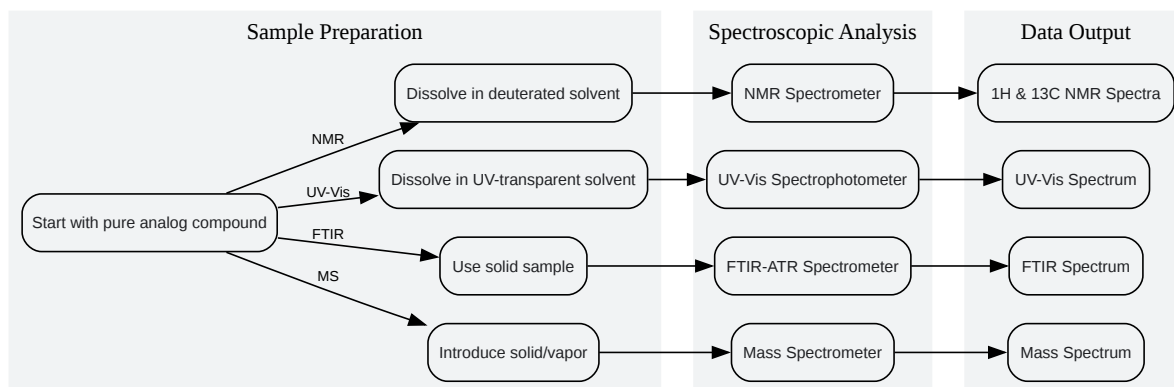 Sample Preparation
Spectroscopic Analysis
Data Output
Dissolve in deuterated solvent
NMR Spectrometer
1H & 13C NMR Spectra
NMR
Dissolve in UV-transparent solvent
UV-Vis Spectrophotometer
UV-Vis Spectrum
UV-Vis
Start with pure analog compound
FTIR
Use solid sample
FTIR-ATR Spectrometer
FTIR Spectrum
MS
Introduce solid/vapor
Mass Spectrometer
Mass Spectrum